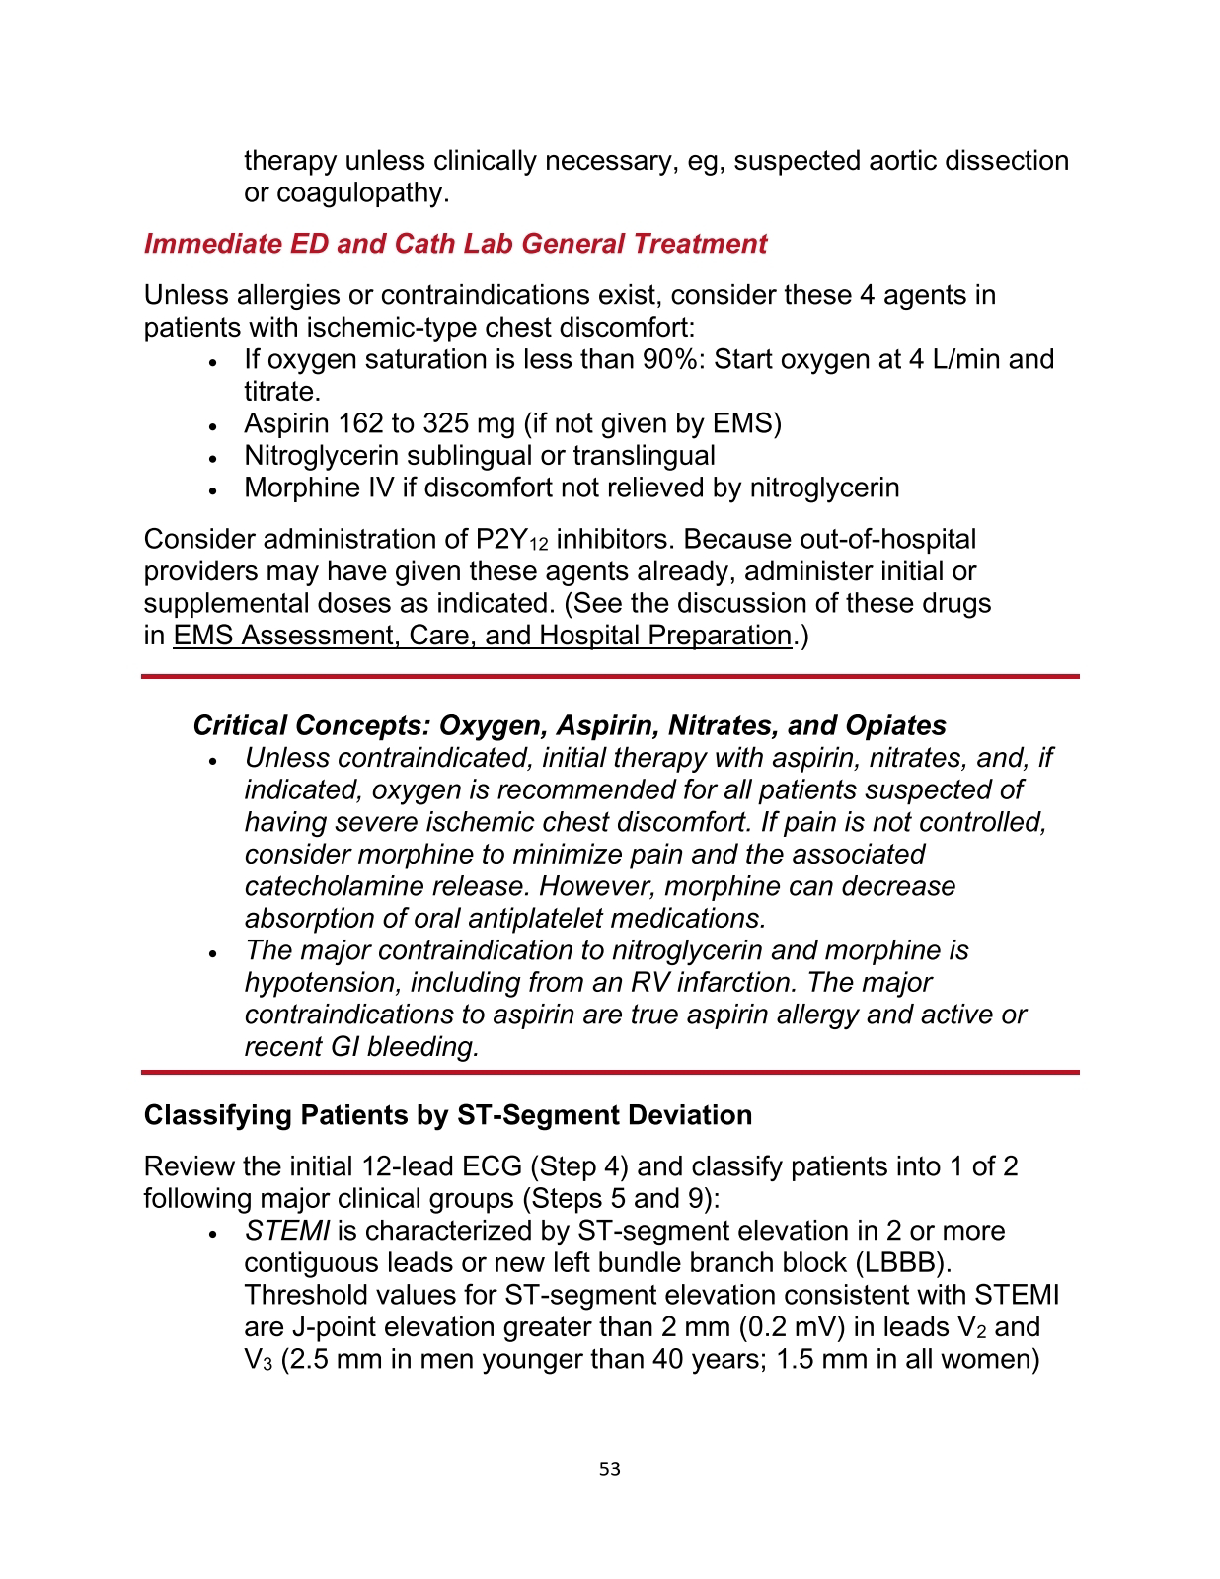 therapy unless clinically necessary, eg, suspected aortic dissection
or coagulopathy.
Immediate ED and Cath Lab General Treatment
Unless allergies or contraindications exist, consider these 4 agents in
patients with ischemic-type chest discomfort:
• If oxygen saturation is less than 90%: Start oxygen at 4 L/min and
titrate.
• Aspirin 162 to 325 mg (if not given by EMS)
• Nitroglycerin sublingual or translingual
• Morphine IV if discomfort not relieved by nitroglycerin
Consider administration of P2Y₁₂ inhibitors. Because out-of-hospital
providers may have given these agents already, administer initial or
supplemental doses as indicated. (See the discussion of these drugs
in EMS Assessment, Care, and Hospital Preparation.)
Critical Concepts: Oxygen, Aspirin, Nitrates, and Opiates
• Unless contraindicated, initial therapy with aspirin, nitrates, and, if
indicated, oxygen is recommended for all patients suspected of
having severe ischemic chest discomfort. If pain is not controlled,
consider morphine to minimize pain and the associated
catecholamine release. However, morphine can decrease
absorption of oral antiplatelet medications.
• The major contraindication to nitroglycerin and morphine is
hypotension, including from an RV infarction. The major
contraindications to aspirin are true aspirin allergy and active or
recent GI bleeding.
Classifying Patients by ST-Segment Deviation
Review the initial 12-lead ECG (Step 4) and classify patients into 1 of 2
following major clinical groups (Steps 5 and 9):
• STEMI is characterized by ST-segment elevation in 2 or more
contiguous leads or new left bundle branch block (LBBB).
Threshold values for ST-segment elevation consistent with STEMI
are J-point elevation greater than 2 mm (0.2 mV) in leads V₂ and
V₃ (2.5 mm in men younger than 40 years; 1.5 mm in all women)
53